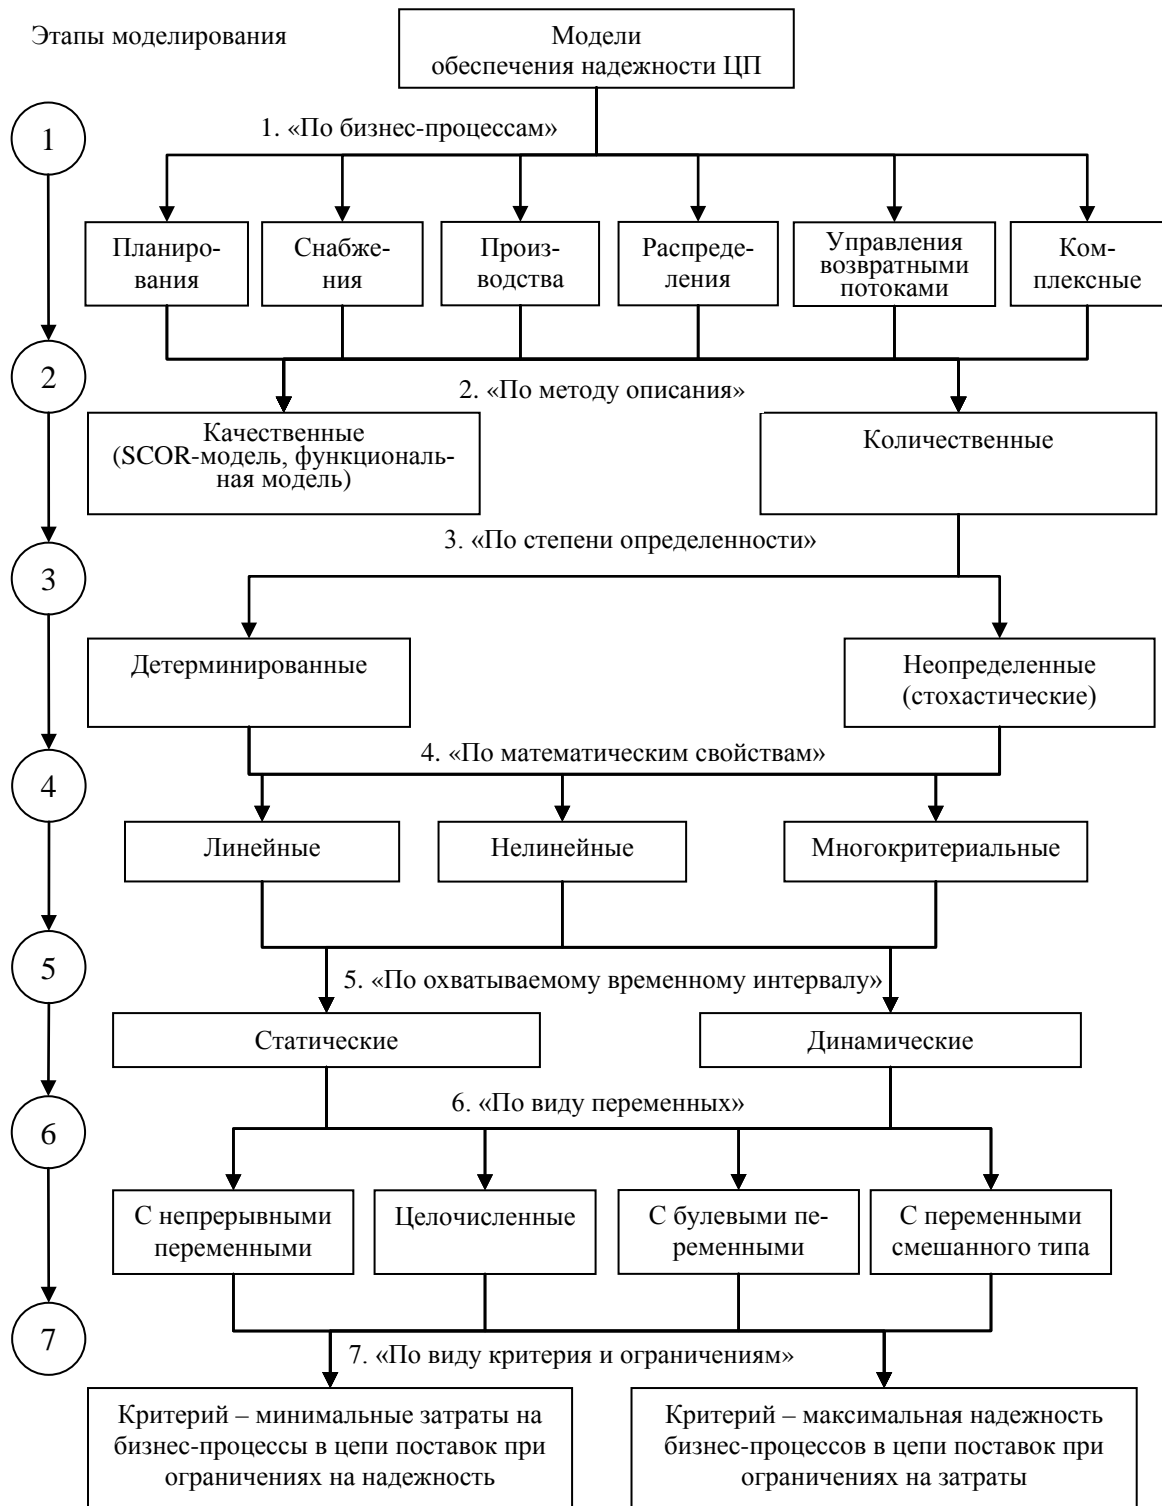 Этапы моделирования
Модели
обеспечения надежности ЦП
1
1. «По бизнес-процессам»
Планиро-
вания
Снабже-
ния
Произ-
водства
Распреде-
ления
Управления
возвратными
потоками
Ком-
плексные
2
2. «По методу описания»
Качественные
(SCOR-модель, функциональ-
ная модель)
Количественные
3. «По степени определенности»
3
Детерминированные
Неопределенные
(стохастические)
4. «По математическим свойствам»
4
Линейные
Нелинейные
Многокритериальные
5
5. «По охватываемому временному интервалу»
Статические
Динамические
6. «По виду переменных»
6
С непрерывными
переменными
Целочисленные
С булевыми пе-
ременными
С переменными
смешанного типа
7
7. «По виду критерия и ограничениям»
Критерий – минимальные затраты на
бизнес-процессы в цепи поставок при
ограничениях на надежность
Критерий – максимальная надежность
бизнес-процессов в цепи поставок при
ограничениях на затраты